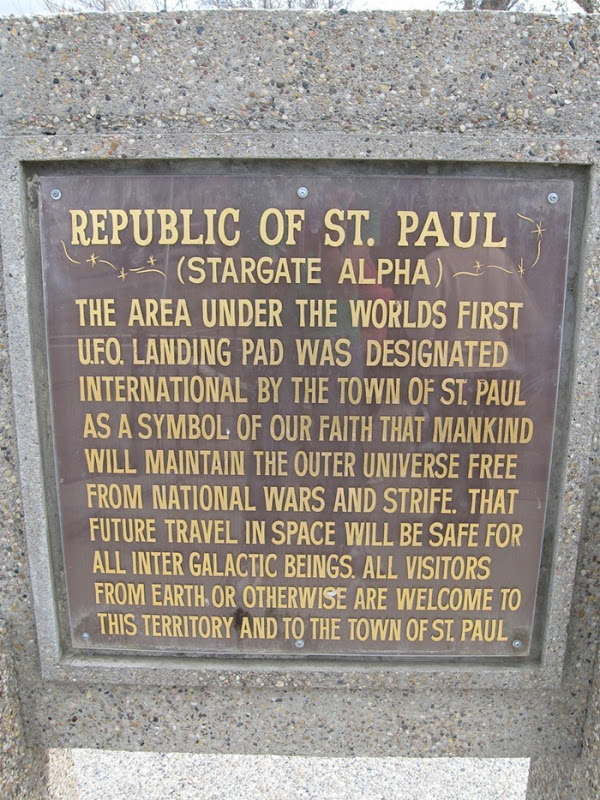 REPUBLIC OF ST. PAUL
(STARGATE ALPHA)
THE AREA UNDER THE WORLDS FIRST
U.F.O. LANDING PAD WAS DESIGNATED
INTERNATIONAL BY THE TOWN OF ST. PAUL
AS A SYMBOL OF OUR FAITH THAT MANKIND
WILL MAINTAIN THE OUTER UNIVERSE FREE
FROM NATIONAL WARS AND STRIFE. THAT
FUTURE TRAVEL IN SPACE WILL BE SAFE FOR
ALL INTER GALACTIC BEINGS. ALL VISITORS
FROM EARTH OR OTHERWISE ARE WELCOME TO
THIS TERRITORY AND TO THE TOWN OF ST. PAUL